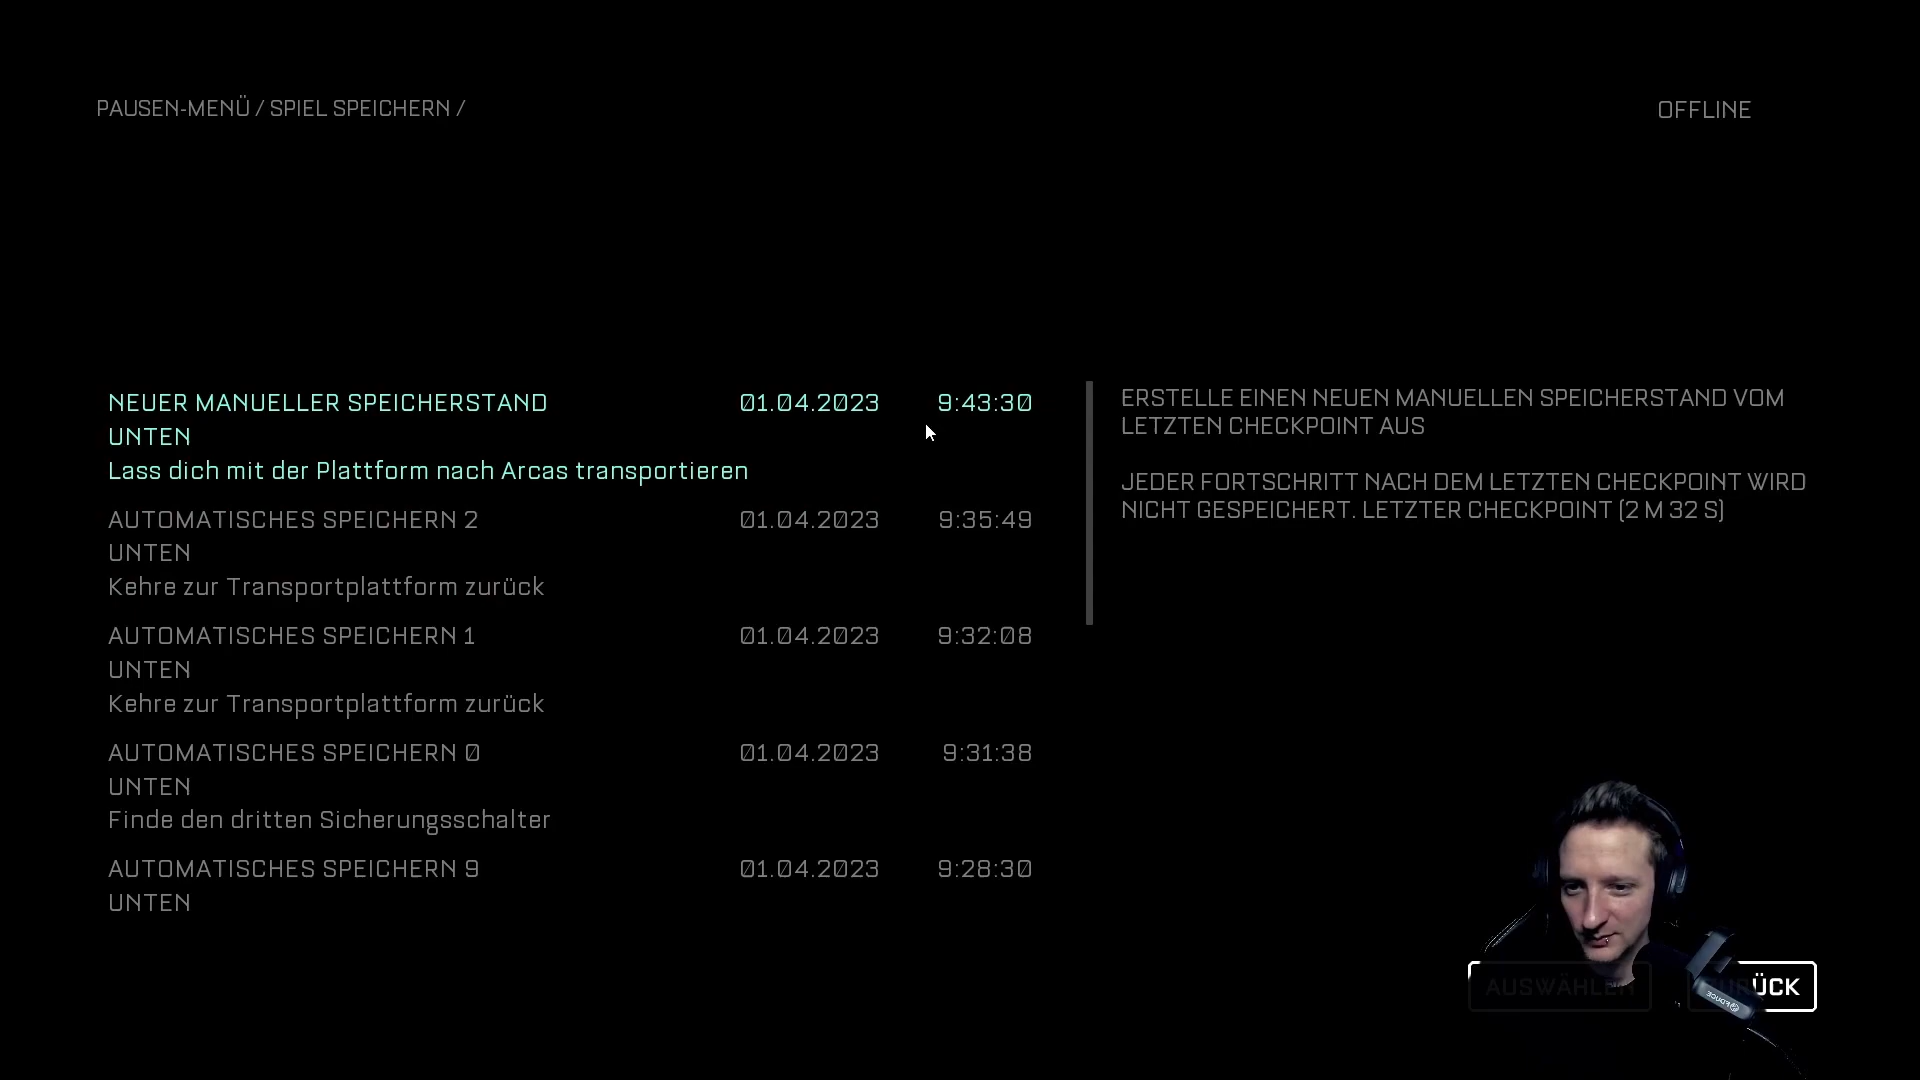 PAUSEN-MENÜ / SPIEL SPEICHERN /
OFFLINE
NEUER MANUELLER SPEICHERSTAND 01.04.2023 9:43:30
UNTEN
Lass dich mit der Plattform nach Arcas transportieren
AUTOMATISCHES SPEICHERN 2 01.04.2023 9:35:49
UNTEN
Kehre zur Transportplattform zurück
AUTOMATISCHES SPEICHERN 1 01.04.2023 9:32:08
UNTEN
Kehre zur Transportplattform zurück
AUTOMATISCHES SPEICHERN 0 01.04.2023 9:31:38
UNTEN
Finde den dritten Sicherungsschalter
AUTOMATISCHES SPEICHERN 9 01.04.2023 9:28:30
UNTEN
ERSTELLE EINEN NEUEN MANUELLEN SPEICHERSTAND VOM
LETZTEN CHECKPOINT AUS
JEDER FORTSCHRITT NACH DEM LETZTEN CHECKPOINT WIRD
NICHT GESPEICHERT. LETZTER CHECKPOINT (2 M 32 S)
AUSWÄHLEN